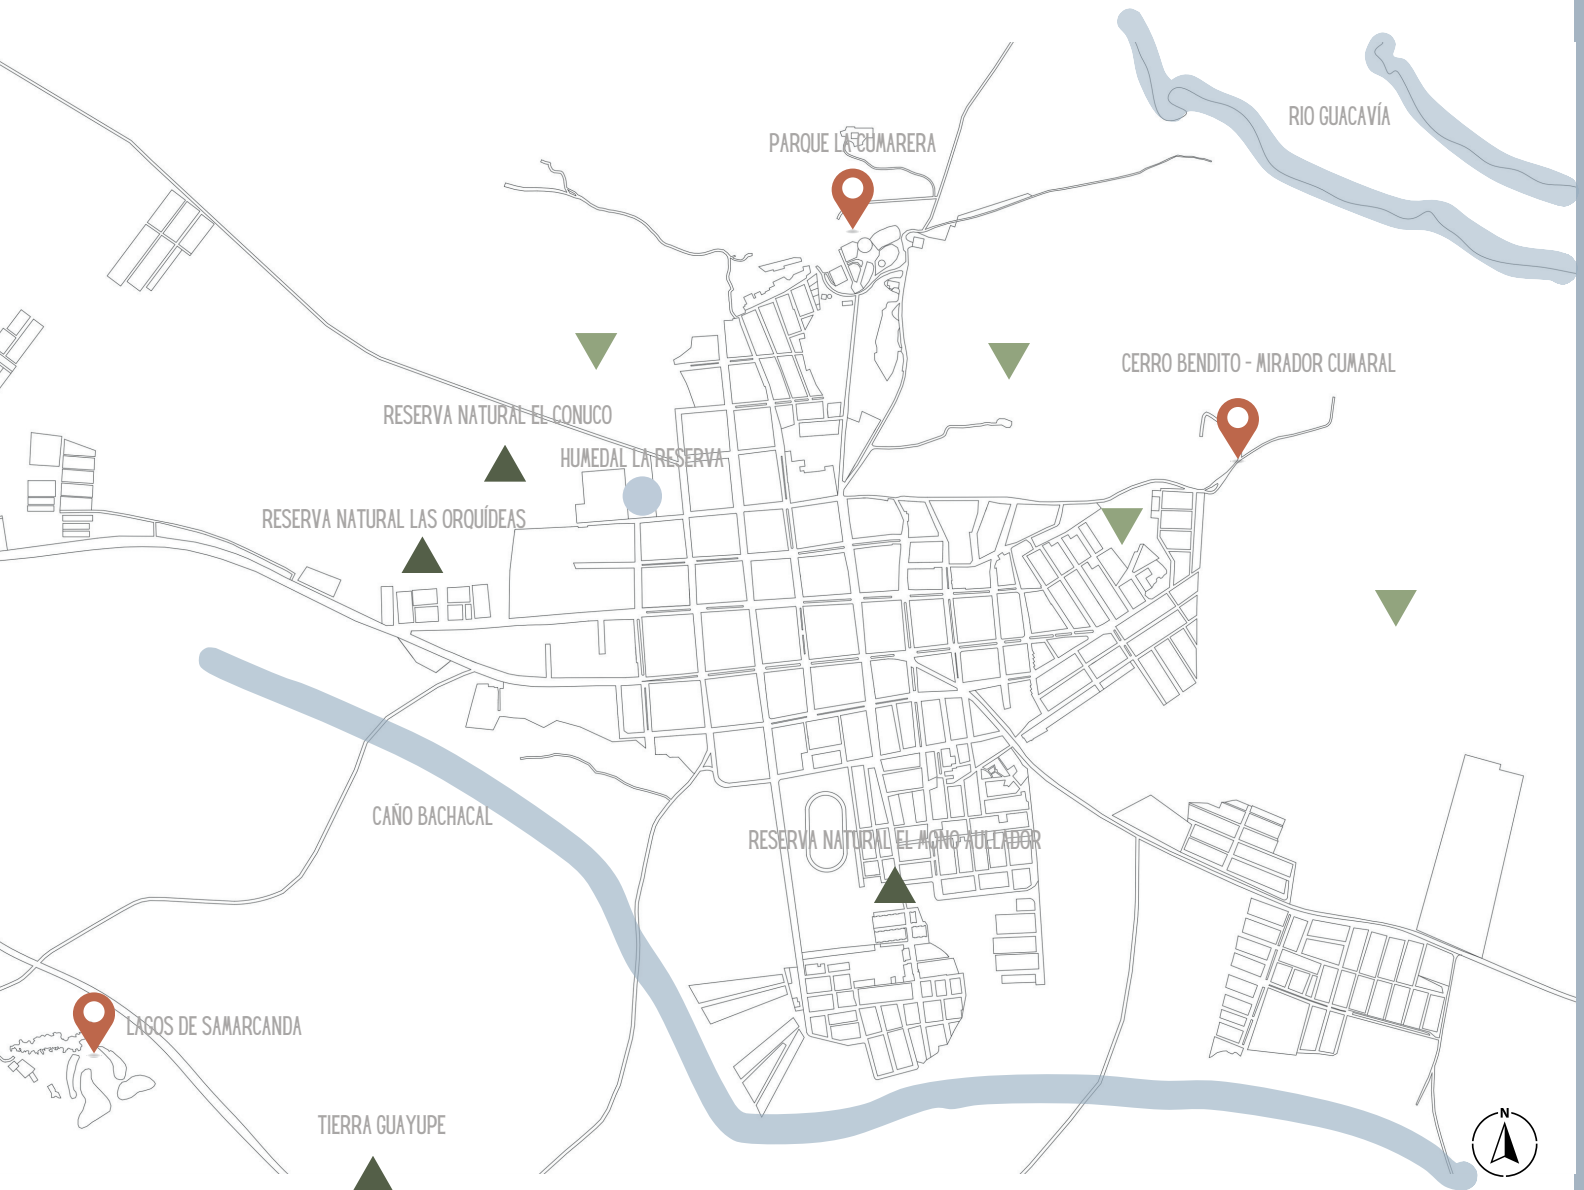 RIO GUACAVÍA
PARQUE LA CUMARERA
CERRO BENDITO - MIRADOR CUMARAL
RESERVA NATURAL EL CONUCO
HUMEDAL LA RESERVA
RESERVA NATURAL LAS ORQUÍDEAS
CAÑO BACHACAL
RESERVA NATURAL EL MONO AULLADOR
LAGOS DE SAMARCANDA
TIERRA GUAYUPE
N